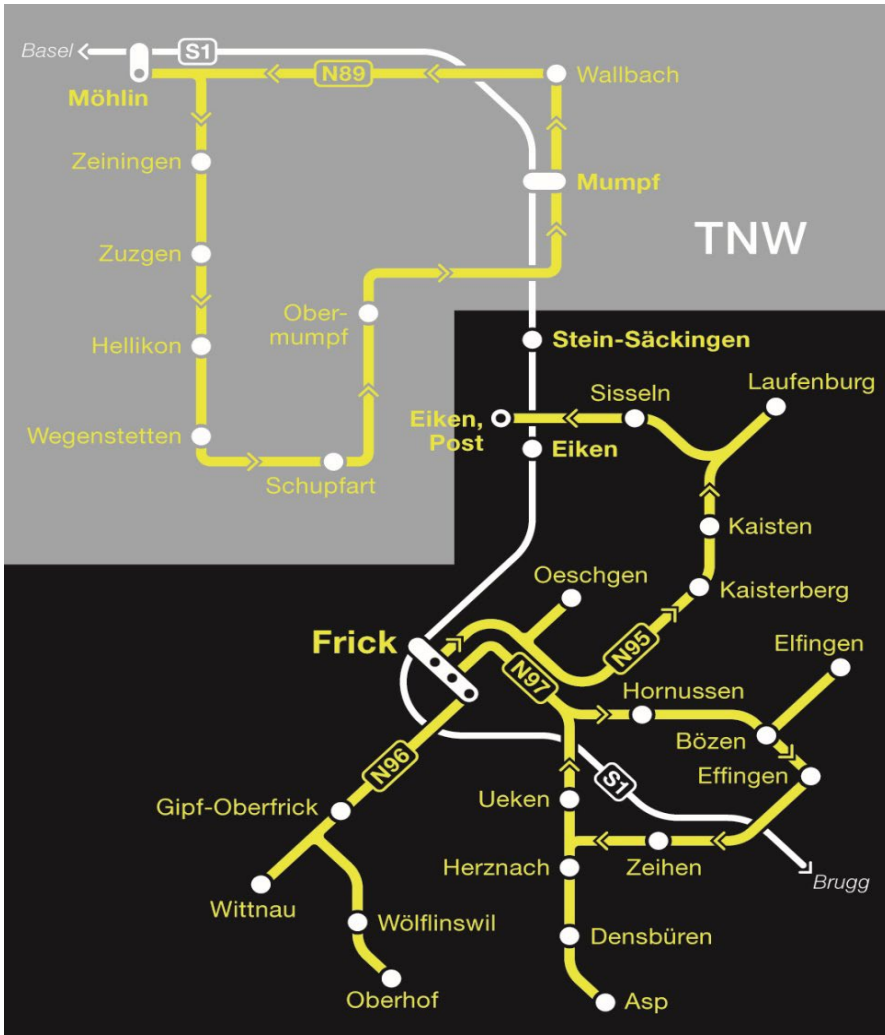 Basel
S1
N89
Wallbach
Möhlin
Zeiningen
Mumpf
TNW
Zuzgen
Ober-
mumpf
Hellikon
Stein-Säckingen
Laufenburg
Sisseln
Eiken,
Post
Wegenstetten
Eiken
Schupfart
Kaisten
Oeschgen
Kaisterberg
Frick
N95
Elfingen
N97
Hornussen
Bözen
N96
Effingen
S1
Gipf-Oberfrick
Ueken
Herznach
Zeihen
Brugg
Wittnau
Wölflinswil
Densbüren
Oberhof
Asp